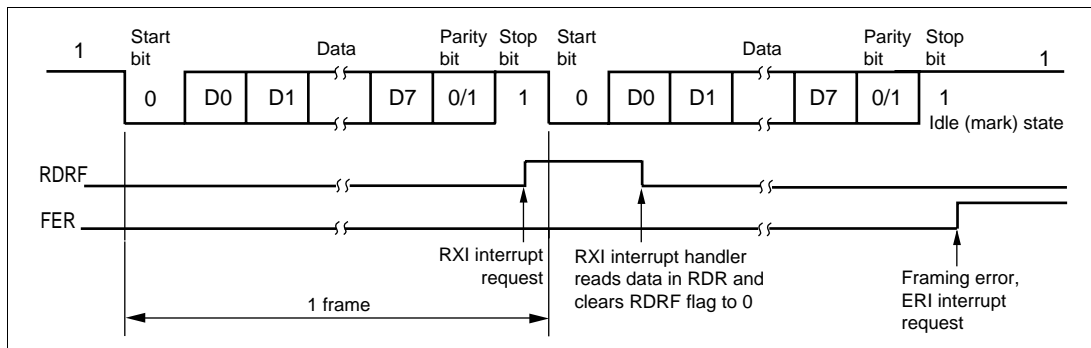 1
Start bit
Data
Parity bit
Stop bit
Start bit
Data
Parity bit
Stop bit
1
0
D0
D1
D7
0/1
1
0
D0
D1
D7
0/1
1
Idle (mark) state
RDRF
FER
RXI interrupt
request
RXI interrupt handler
reads data in RDR and
clears RDRF flag to 0
Framing error,
ERI interrupt
request
1 frame